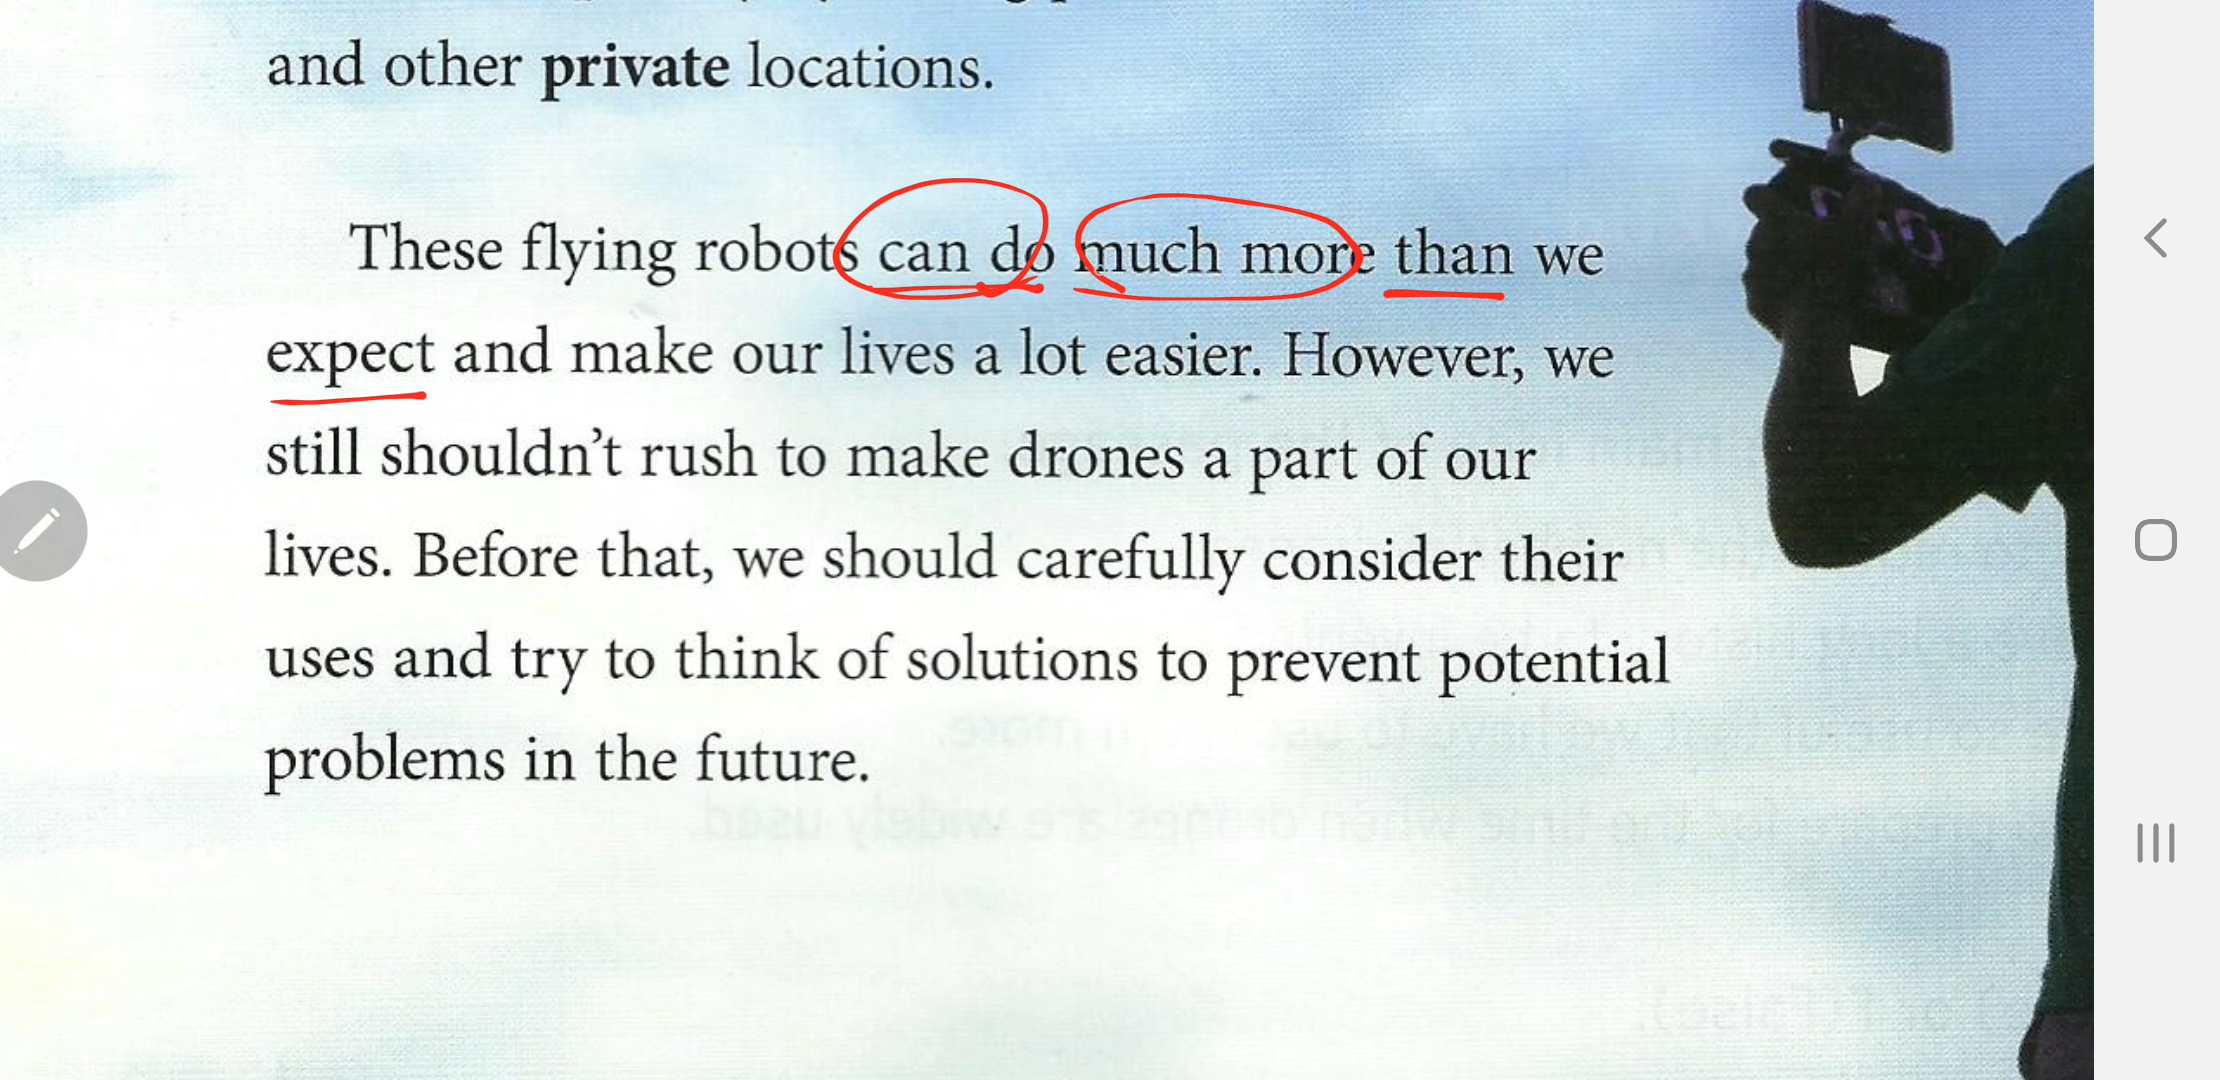 and other private locations.
These flying robots can do much more than we
expect and make our lives a lot easier. However, we
still shouldn’t rush to make drones a part of our
lives. Before that, we should carefully consider their
uses and try to think of solutions to prevent potential
problems in the future.